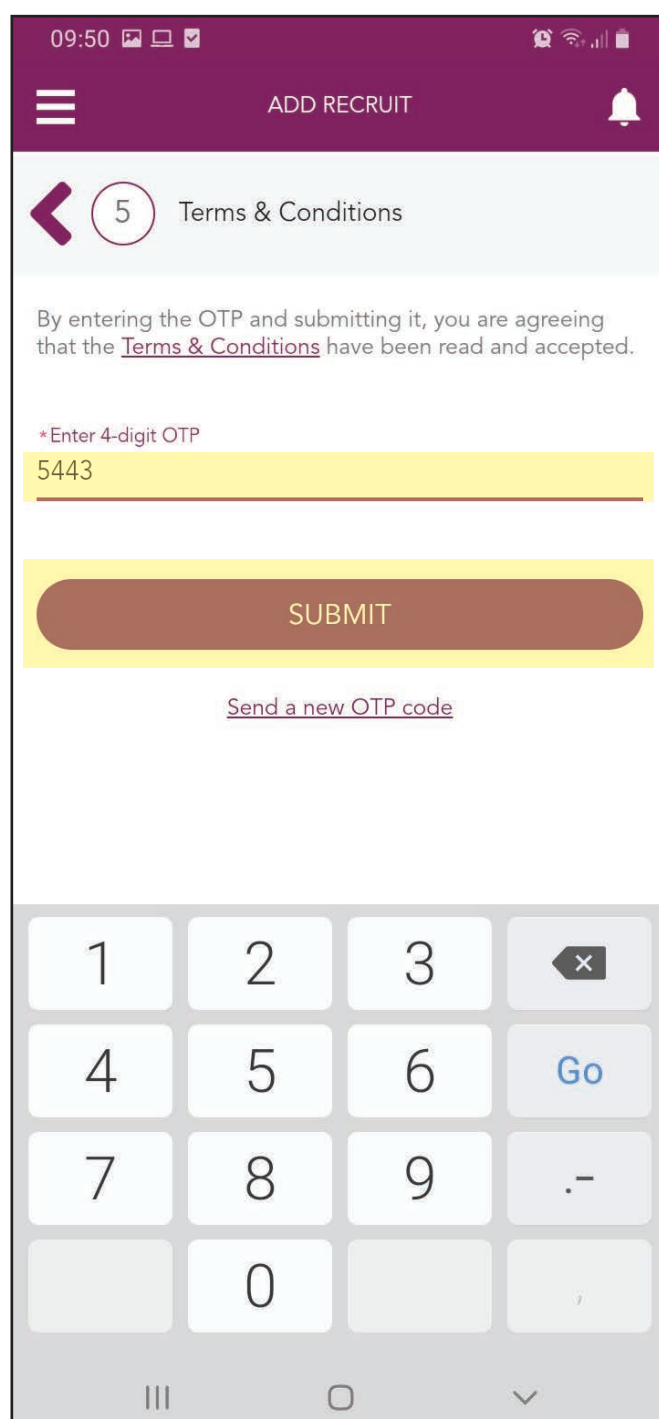 09:50
ADD RECRUIT
5 Terms & Conditions
By entering the OTP and submitting it, you are agreeing
that the Terms & Conditions have been read and accepted.
*Enter 4-digit OTP
5443
SUBMIT
Send a new OTP code
1 2 3
4 5 6 Go
7 8 9 .-
0 ,